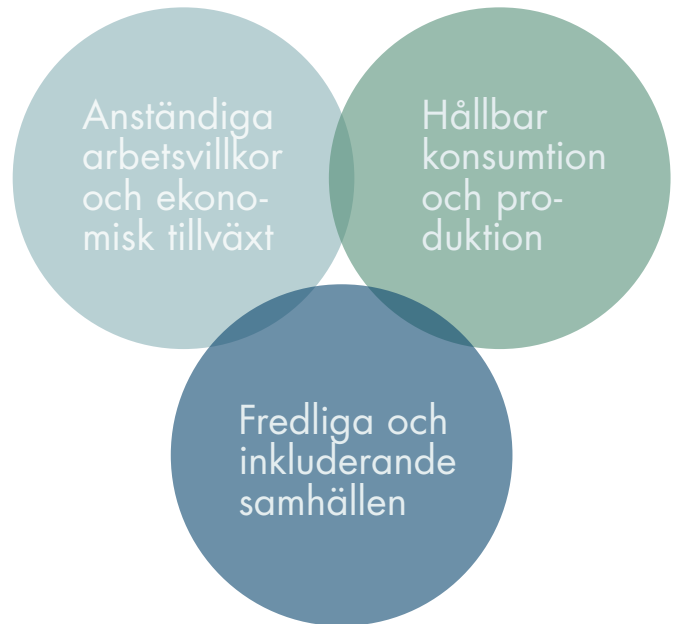 Anständiga
arbetsvillkor
och ekono-
misk tillväxt
Hållbar
konsumtion
och pro-
duktion
Fredliga och
inkluderande
samhällen